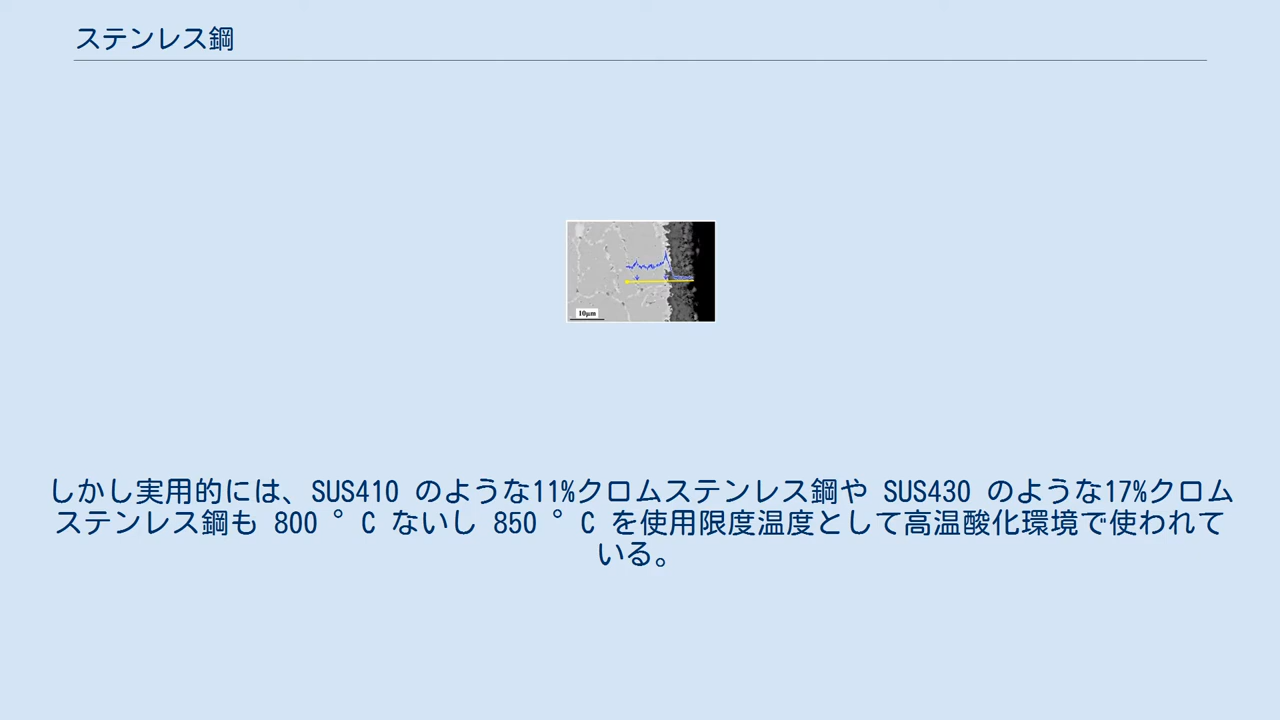 ステンレス鋼
10μm
しかし実用的には、SUS410 のような11%クロムステンレス鋼や SUS430 のような17%クロム
ステンレス鋼も 800 °C ないし 850 °C を使用限度温度として高温酸化環境で使われて
いる。